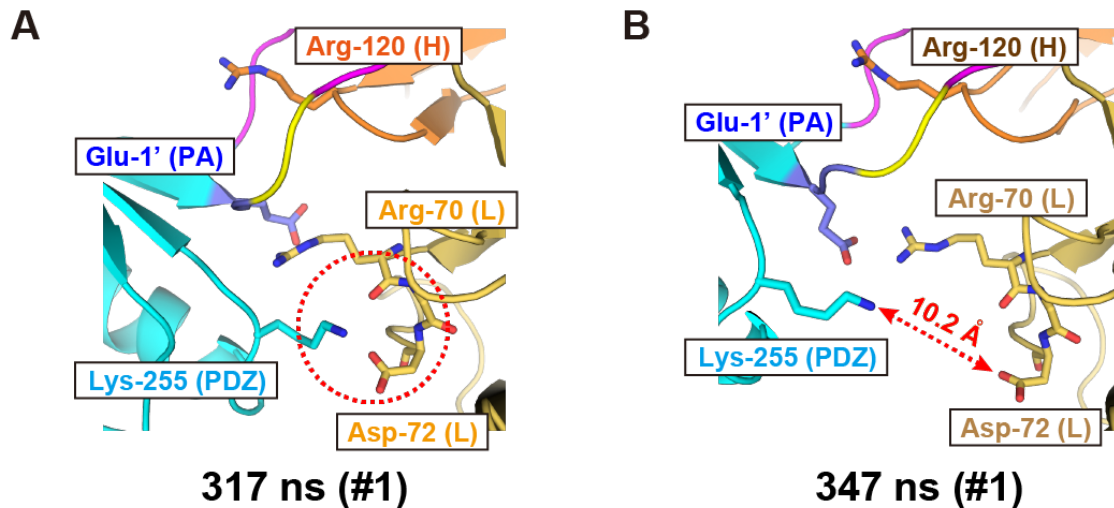 A
Arg-120 (H)
Glu-1’ (PA)
Arg-70 (L)
Lys-255 (PDZ)
Asp-72 (L)
317 ns (#1)
B
Arg-120 (H)
Glu-1’ (PA)
Arg-70 (L)
10.2 Å
Lys-255 (PDZ)
Asp-72 (L)
347 ns (#1)